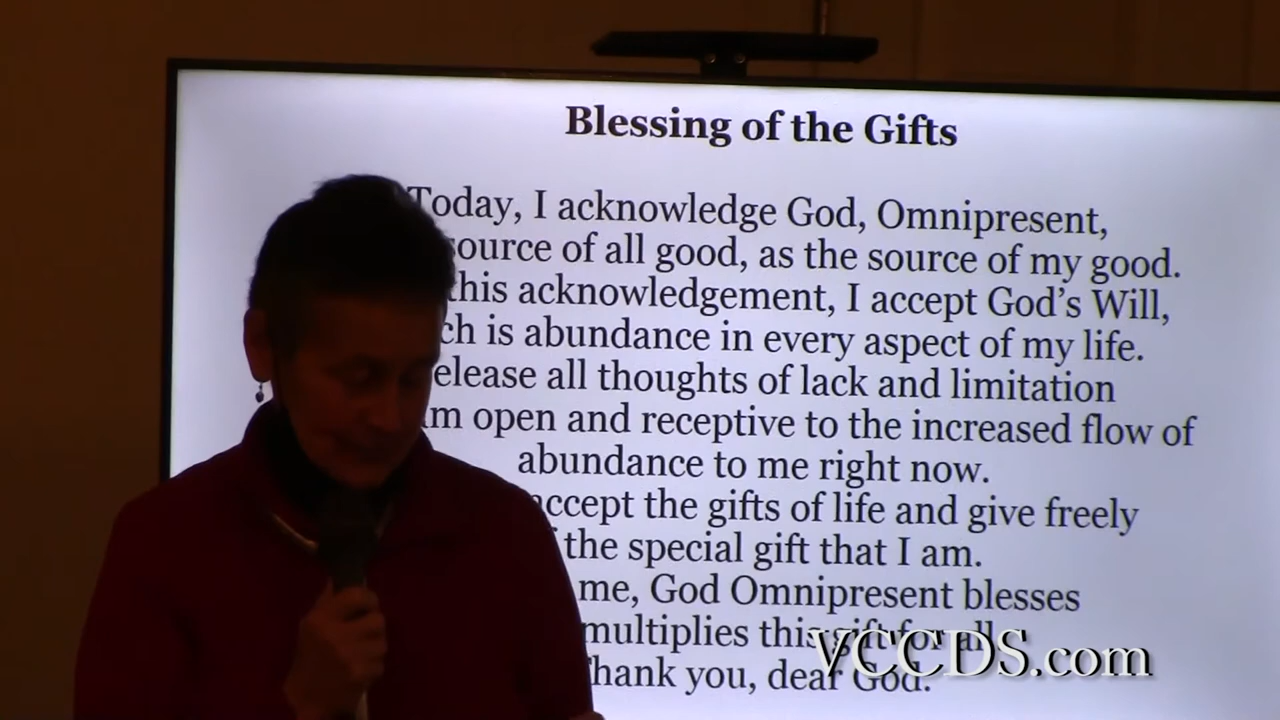 Blessing of the Gifts
Today, I acknowledge God, Omnipresent,
source of all good, as the source of my good.
this acknowledgement, I accept God's Will,
ch is abundance in every aspect of my life.
elease all thoughts of lack and limitation
m open and receptive to the increased flow of
abundance to me right now.
accept the gifts of life and give freely
the special gift that I am.
me, God Omnipresent blesses
multiplies this gift for all
Thank you, dear God.
VCCDS.com